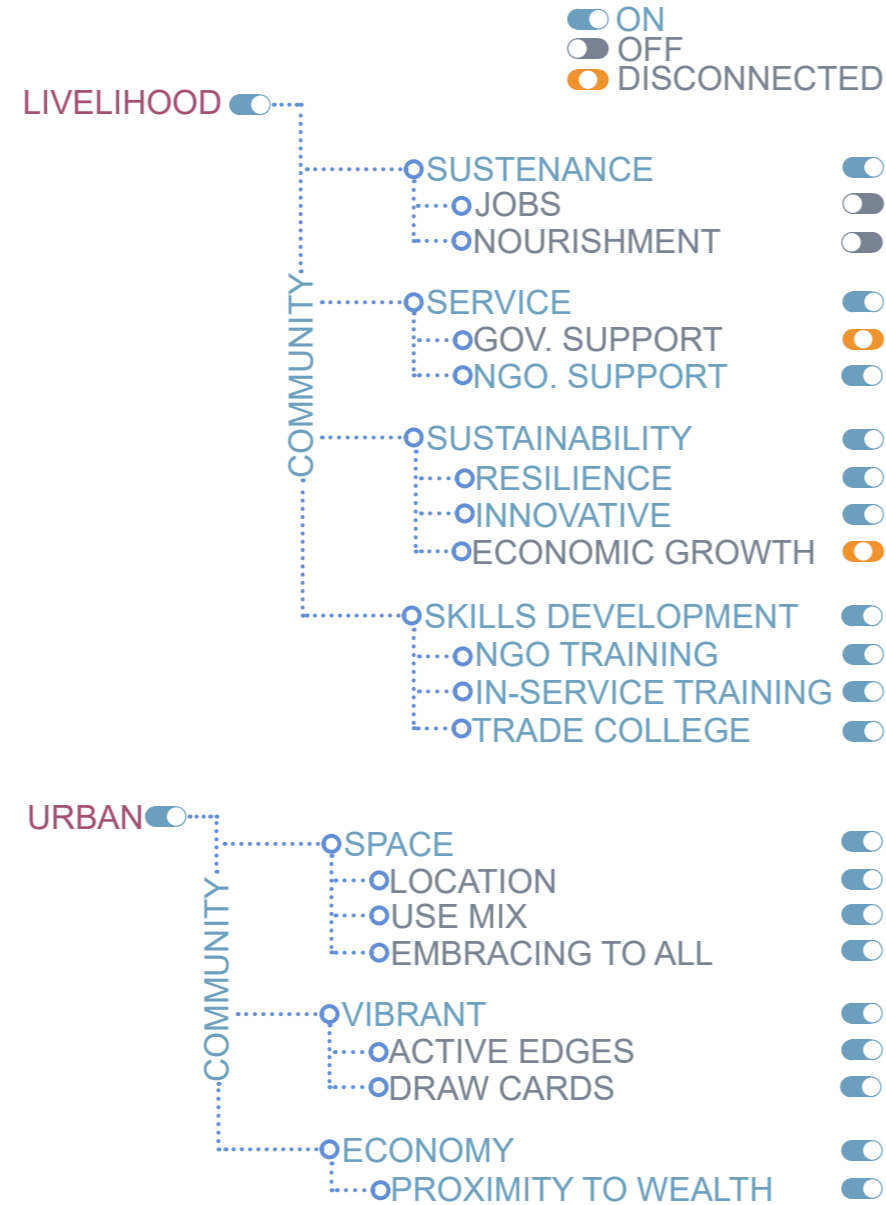 ON
OFF
DISCONNECTED
LIVELIHOOD
COMMUNITY
SUSTENANCE
JOBS
NOURISHMENT
SERVICE
GOV. SUPPORT
NGO. SUPPORT
SUSTAINABILITY
RESILIENCE
INNOVATIVE
ECONOMIC GROWTH
SKILLS DEVELOPMENT
NGO TRAINING
IN-SERVICE TRAINING
TRADE COLLEGE
URBAN
COMMUNITY
SPACE
LOCATION
USE MIX
EMBRACING TO ALL
VIBRANT
ACTIVE EDGES
DRAW CARDS
ECONOMY
PROXIMITY TO WEALTH